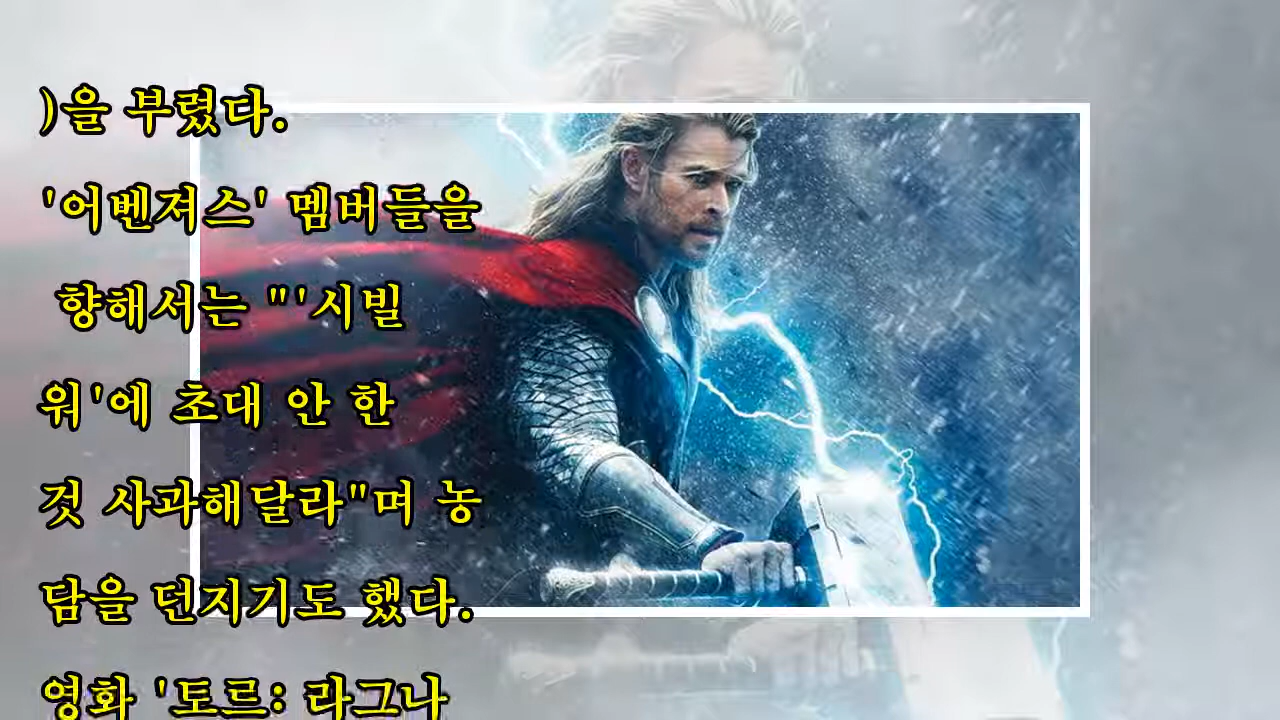 )을 부렸다.
'어벤져스' 멤버들을
향해서는 "'시빌
워'에 초대 안 한
것 사과해달라"며 농
담을 던지기도 했다.
영화 '토르: 라그나